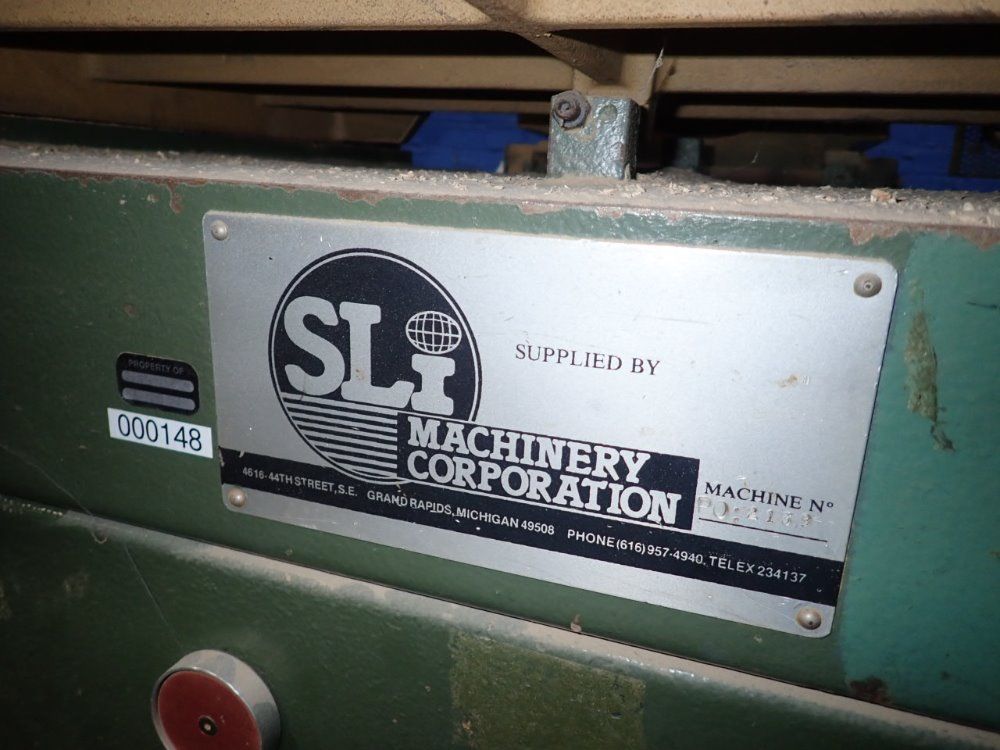 PROPERTY OF
000148
SLi
SUPPLIED BY
MACHINERY
CORPORATION
MACHINE Nº
4616-44TH STREET, S.E. GRAND RAPIDS, MICHIGAN 49508 PHONE (616) 957-4940. TELEX 234137